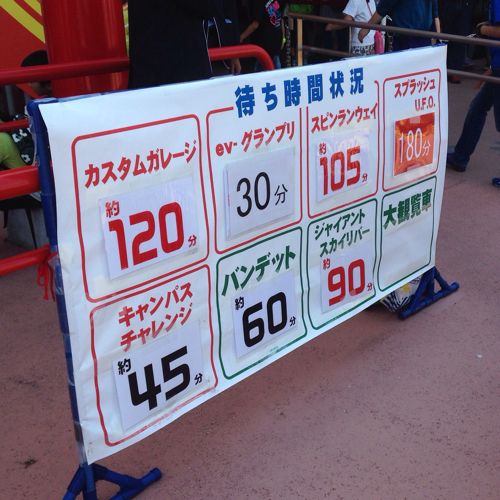 待ち時間状況
カスタムガレージ
約
120分
ev-グランプリ
30分
スピンランウェイ
約
105分
スプラッシュ
U.F.O.
180分
キャンパス
チャレンジ
約
45分
バンデット
約
60分
ジャイアント
スカイリバー
約
90分
大観覧車